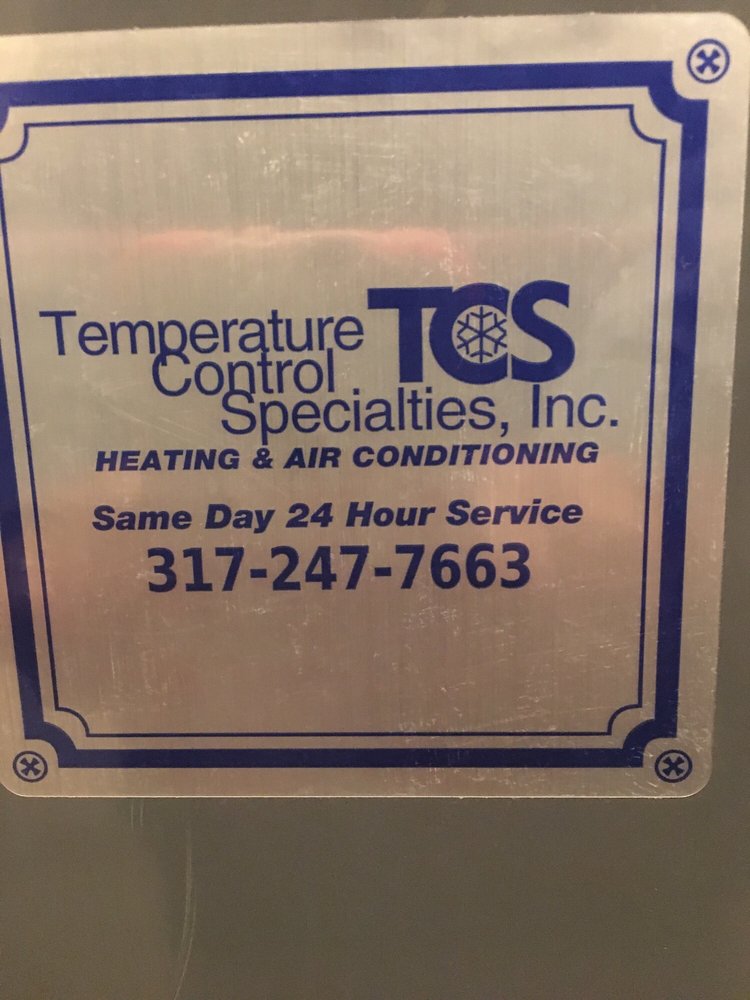 Temperature TCS
Control
Specialties, Inc.
HEATING & AIR CONDITIONING
Same Day 24 Hour Service
317-247-7663